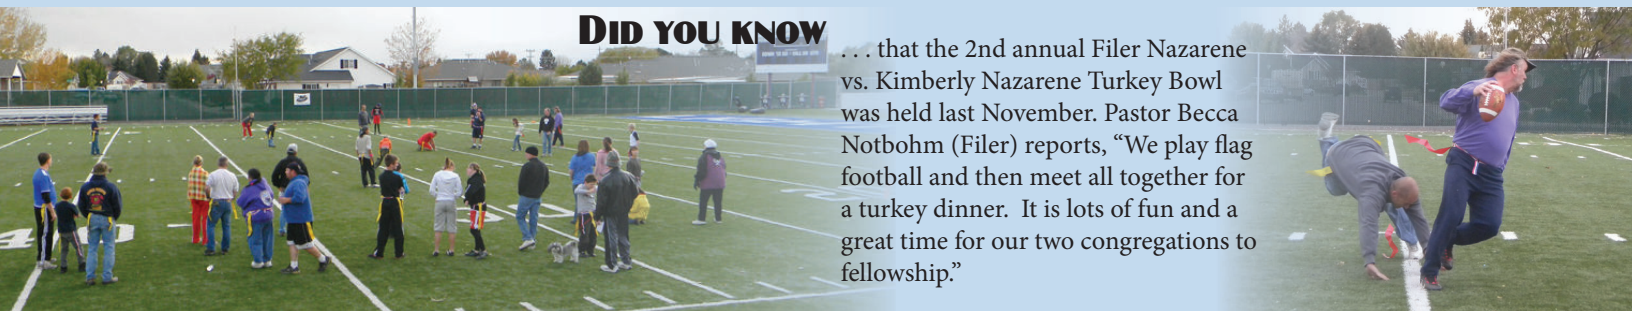 Did you know
. . . that the 2nd annual Filer Nazarene
vs. Kimberly Nazarene Turkey Bowl
was held last November. Pastor Becca
Notbohm (Filer) reports, “We play flag
football and then meet all together for
a turkey dinner.  It is lots of fun and a
great time for our two congregations to
fellowship.”